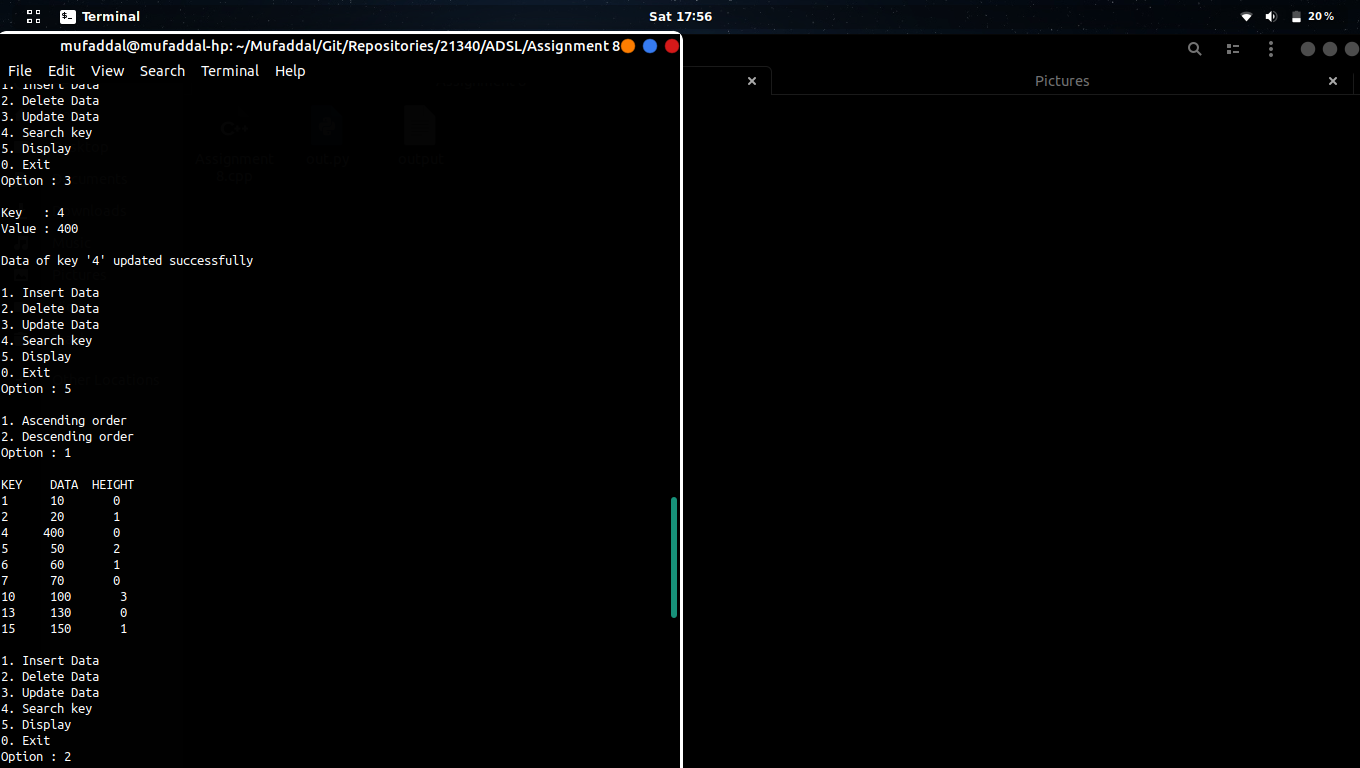 Terminal
Sat 17:56
20 %
mufaddal@mufaddal-hp: ~/Mufaddal/Git/Repositories/21340/ADSL/Assignment 8
File Edit View Search Terminal Help
Pictures
1. Insert Data
2. Delete Data
3. Update Data
4. Search key
5. Display
0. Exit
Option : 3
Key   : 4
Value : 400
Data of key '4' updated successfully
1. Insert Data
2. Delete Data
3. Update Data
4. Search key
5. Display
0. Exit
Option : 5
1. Ascending order
2. Descending order
Option : 1
KEY    DATA  HEIGHT
1      10       0
2      20       1
4     400       0
5      50       2
6      60       1
7      70       0
10     100       3
13     130       0
15     150       1
1. Insert Data
2. Delete Data
3. Update Data
4. Search key
5. Display
0. Exit
Option : 2